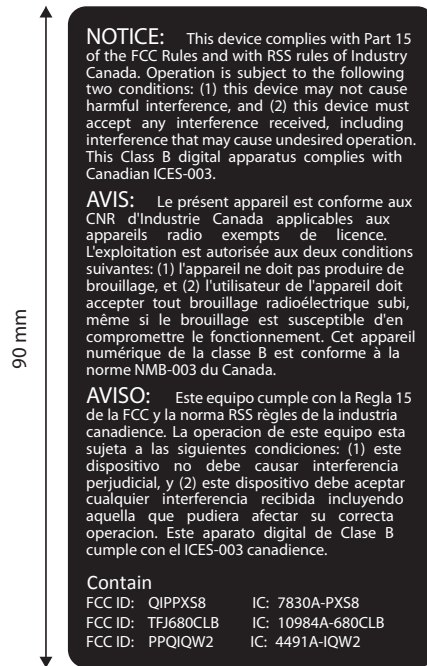 90 mm
NOTICE: This device complies with Part 15
of the FCC Rules and with RSS rules of Industry
Canada. Operation is subject to the following
two conditions: (1) this device may not cause
harmful interference, and (2) this device must
accept any interference received, including
interference that may cause undesired operation.
This Class B digital apparatus complies with
Canadian ICES-003.
AVIS: Le présent appareil est conforme aux
CNR d'Industrie Canada applicables aux
appareils radio exempts de licence.
L'exploitation est autorisée aux deux conditions
suivantes: (1) l'appareil ne doit pas produire de
brouillage, et (2) l'utilisateur de l'appareil doit
accepter tout brouillage radioélectrique subi,
même si le brouillage est susceptible d'en
compromettre le fonctionnement. Cet appareil
numérique de la classe B est conforme à la
norme NMB-003 du Canada.
AVISO: Este equipo cumple con la Regla 15
de la FCC y la norma RSS règles de la industria
canadience. La operacion de este equipo esta
sujeta a las siguientes condiciones: (1) este
dispositivo no debe causar interferencia
perjudicial, y (2) este dispositivo debe aceptar
cualquier interferencia recibida incluyendo
aquella que pudiera afectar su correcta
operacion. Este aparato digital de Clase B
cumple con el ICES-003 canadience.
Contain
FCC ID: QIPPXS8 IC: 7830A-PXS8
FCC ID: TFJ680CLB IC: 10984A-680CLB
FCC ID: PPQIQW2 IC: 4491A-IQW2